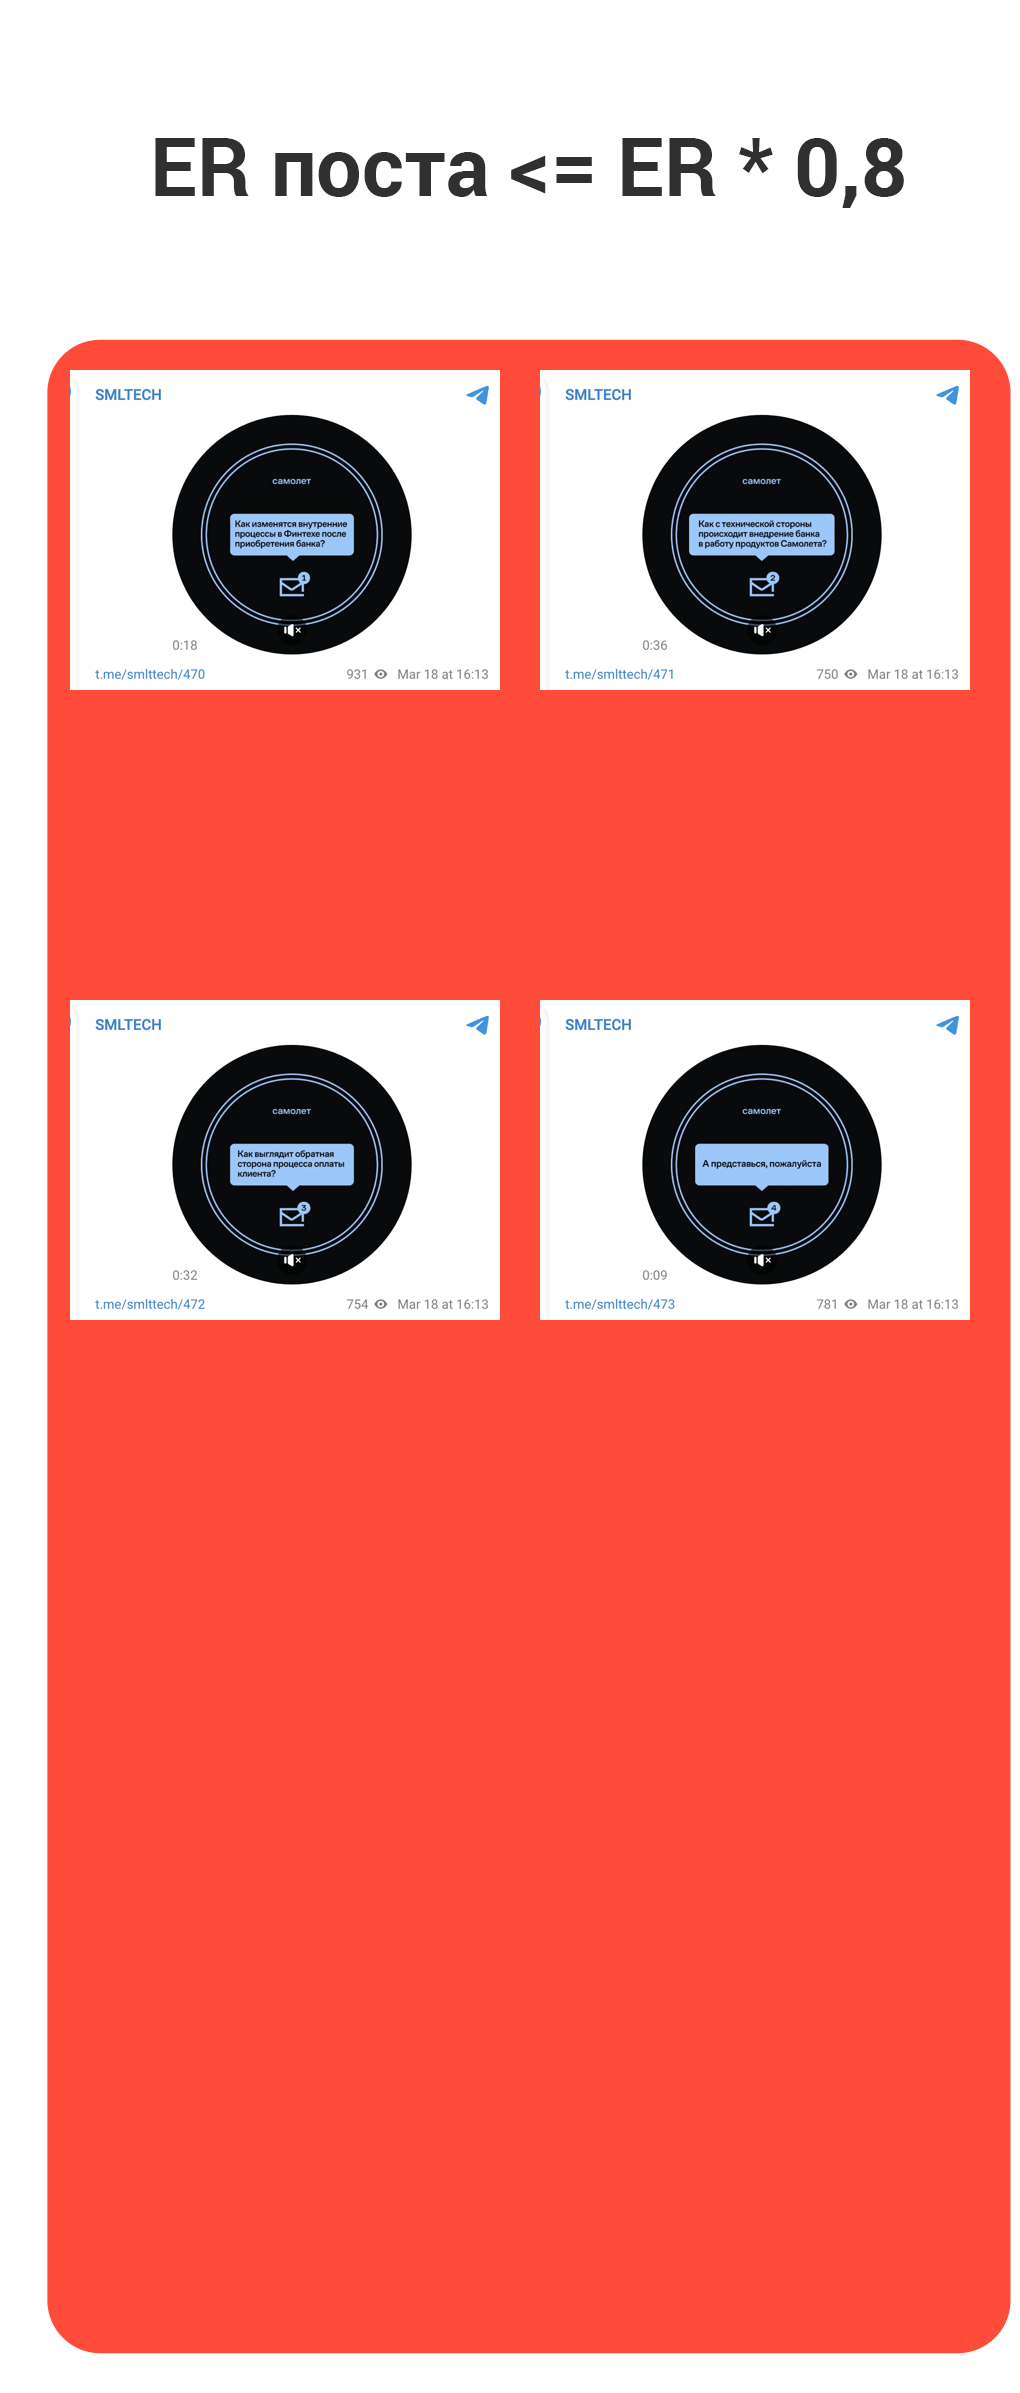 ER поста <= ER * 0,8
SMLTECH
самолет
Как изменятся внутренние
процессы в Финтехе после
приобретения банка?
1
0:18
t.me/smlttech/470 931 Mar 18 at 16:13
SMLTECH
самолет
Как с технической стороны
происходит внедрение банка
в работу продуктов Самолета?
2
0:36
t.me/smlttech/471 750 Mar 18 at 16:13
SMLTECH
самолет
Как выглядит обратная
сторона процесса оплаты
клиента?
3
0:32
t.me/smlttech/472 754 Mar 18 at 16:13
SMLTECH
самолет
А представься, пожалуйста
4
0:09
t.me/smlttech/473 781 Mar 18 at 16:13